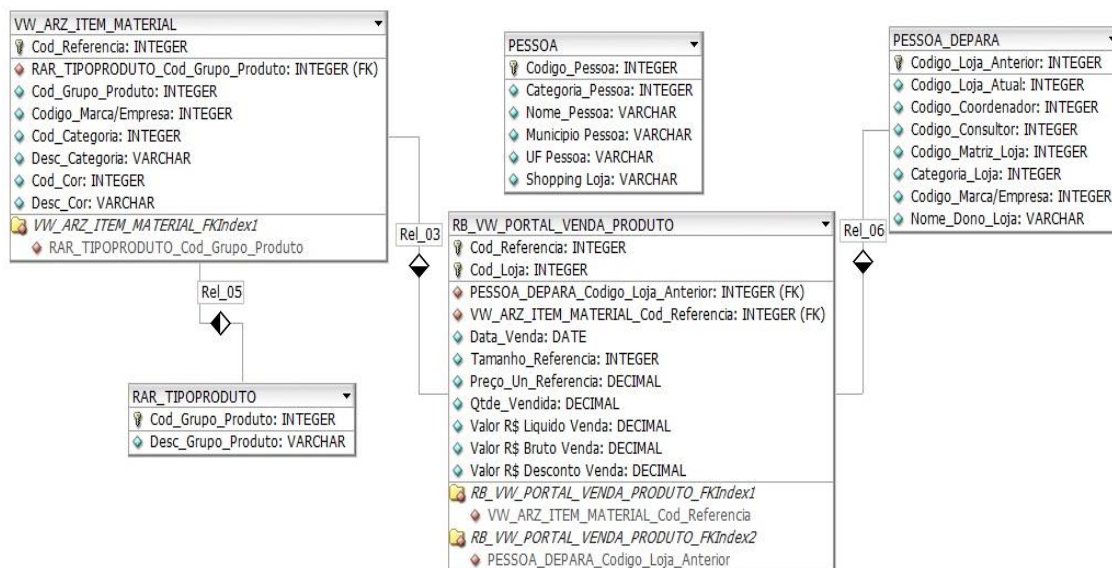 VW_ARZ_ITEM_MATERIAL
Cod_Referencia: INTEGER
RAR_TIPOPRODUTO_Cod_Grupo_Produto: INTEGER (FK)
Cod_Grupo_Produto: INTEGER
Codigo_Marca/Empresa: INTEGER
Cod_Categoria: INTEGER
Desc_Categoria: VARCHAR
Cod_Cor: INTEGER
Desc_Cor: VARCHAR
VW_ARZ_ITEM_MATERIAL_FKIndex1
RAR_TIPOPRODUTO_Cod_Grupo_Produto
PESSOA
Codigo_Pessoa: INTEGER
Categoria_Pessoa: INTEGER
Nome_Pessoa: VARCHAR
Municipio Pessoa: VARCHAR
UF Pessoa: VARCHAR
Shopping Loja: VARCHAR
PESSOA_DEPARA
Codigo_Loja_Anterior: INTEGER
Codigo_Loja_Atual: INTEGER
Codigo_Coordenador: INTEGER
Codigo_Consultor: INTEGER
Codigo_Matriz_Loja: INTEGER
Categoria_Loja: INTEGER
Codigo_Marca/Empresa: INTEGER
Nome_Dono_Loja: VARCHAR
Rel_03
Rel_06
Rel_05
RB_VW_PORTAL_VENDA_PRODUTO
Cod_Referencia: INTEGER
Cod_Loja: INTEGER
PESSOA_DEPARA_Codigo_Loja_Anterior: INTEGER (FK)
VW_ARZ_ITEM_MATERIAL_Cod_Referencia: INTEGER (FK)
Data_Venda: DATE
Tamanho_Referencia: INTEGER
Preço_Un_Referencia: DECIMAL
Qtde_Vendida: DECIMAL
Valor R$ Liquido Venda: DECIMAL
Valor R$ Bruto Venda: DECIMAL
Valor R$ Desconto Venda: DECIMAL
RB_VW_PORTAL_VENDA_PRODUTO_FKIndex1
VW_ARZ_ITEM_MATERIAL_Cod_Referencia
RB_VW_PORTAL_VENDA_PRODUTO_FKIndex2
PESSOA_DEPARA_Codigo_Loja_Anterior
RAR_TIPOPRODUTO
Cod_Grupo_Produto: INTEGER
Desc_Grupo_Produto: VARCHAR